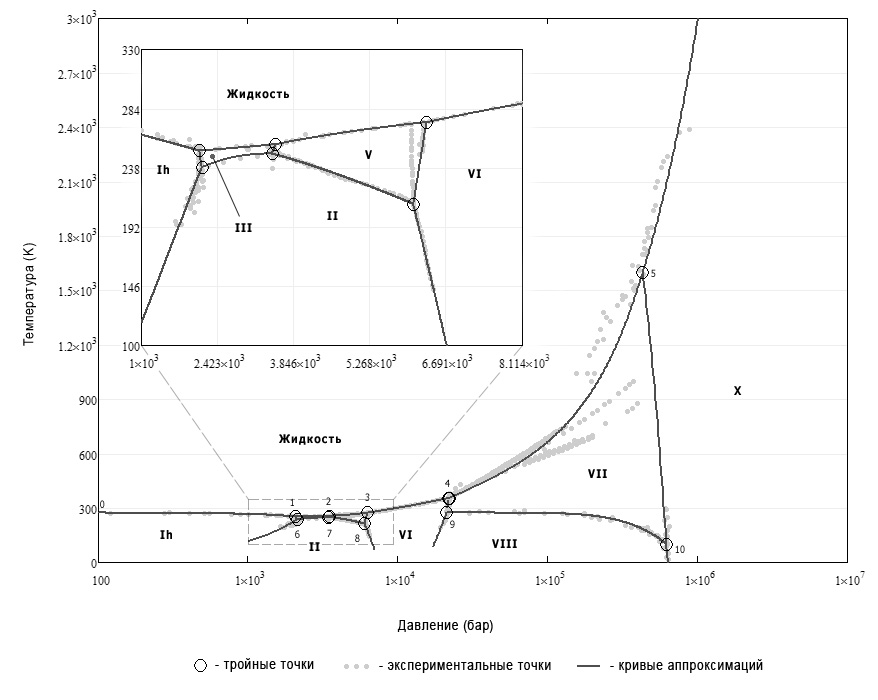 3×10³
2.7×10³
2.4×10³
2.1×10³
1.8×10³
1.5×10³
1.2×10³
900
600
300
0
Температура (K)
330
284
238
192
146
100
Жидкость
Ih
V
VI
II
III
1×10³
2.423×10³
3.846×10³
5.268×10³
6.691×10³
8.114×10³
5
X
Жидкость
VII
0
1
2
3
4
Ih
6
II
7
8
VI
9
VIII
10
100
1×10³
1×10⁴
1×10⁵
1×10⁶
1×10⁷
Давление (бар)
- тройные точки
- экспериментальные точки
- кривые аппроксимаций